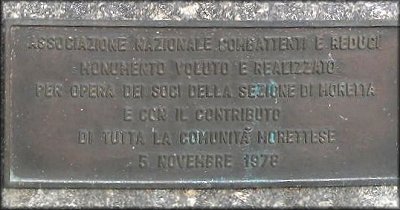 ASSOCIAZIONE NAZIONALE COMBATTENTI E REDUCI
MONUMENTO VOLUTO E REALIZZATO
PER OPERA DEI SOCI DELLA SEZIONE DI MORETTA
E CON IL CONTRIBUTO
DI TUTTA LA COMUNITÁ MORETTESE
5 NOVEMBRE 1978